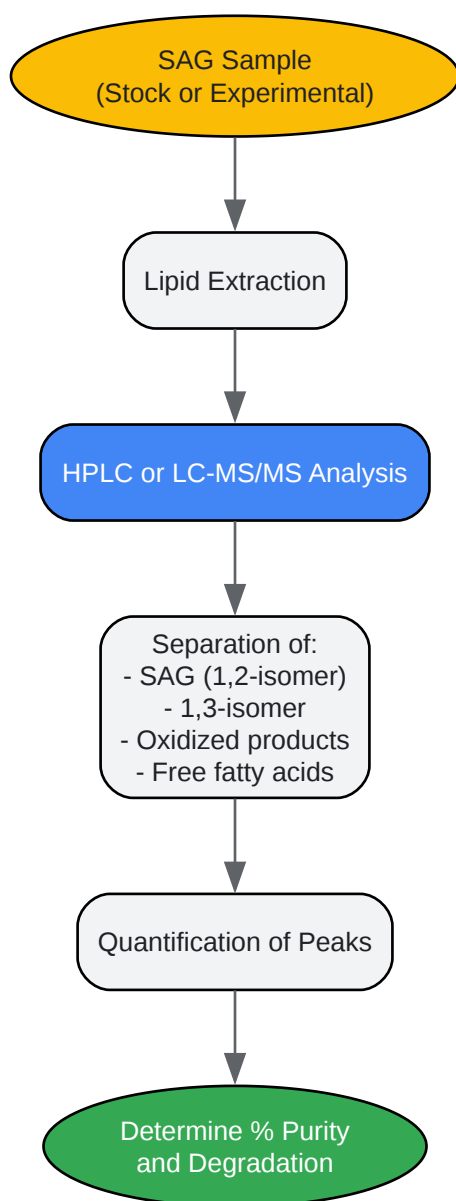 SAG Sample
(Stock or Experimental)
Lipid Extraction
HPLC or LC-MS/MS Analysis
Separation of:
- SAG (1,2-isomer)
- 1,3-isomer
- Oxidized products
- Free fatty acids
Quantification of Peaks
Determine % Purity
and Degradation